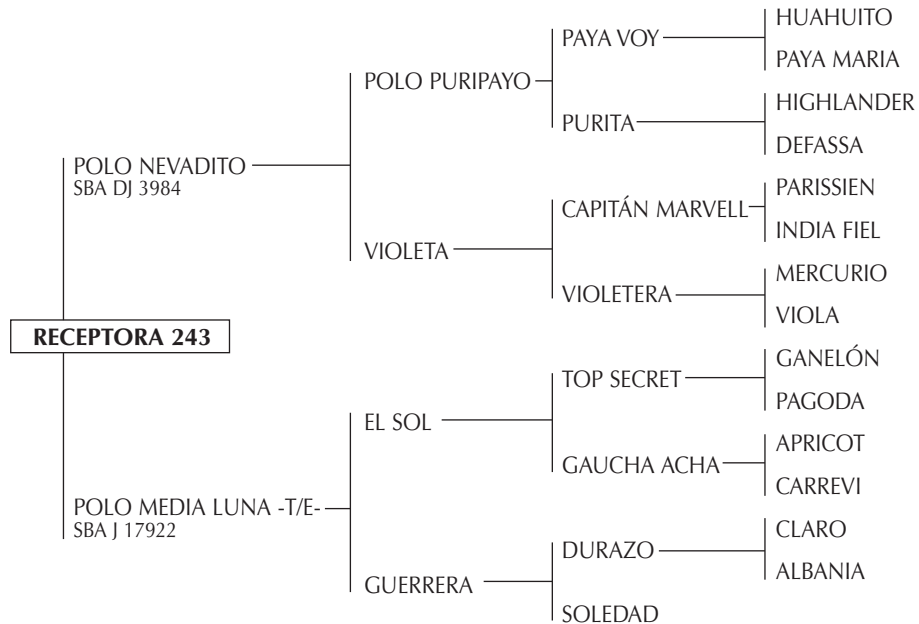 HUAHUITO
PAYA VOY
PAYA MARIA
POLO PURIPAYO
HIGHLANDER
PURITA
DEFASSA
POLO NEVADITO
SBA DJ 3984
PARISSIEN
CAPITÁN MARVELL
INDIA FIEL
VIOLETA
MERCURIO
VIOLETERA
VIOLA
RECEPTORA 243
GANELÓN
TOP SECRET
PAGODA
EL SOL
APRICOT
GAUCHA ACHA
CARREVI
POLO MEDIA LUNA -T/E-
SBA J 17922
CLARO
DURAZO
ALBANIA
GUERRERA
SOLEDAD